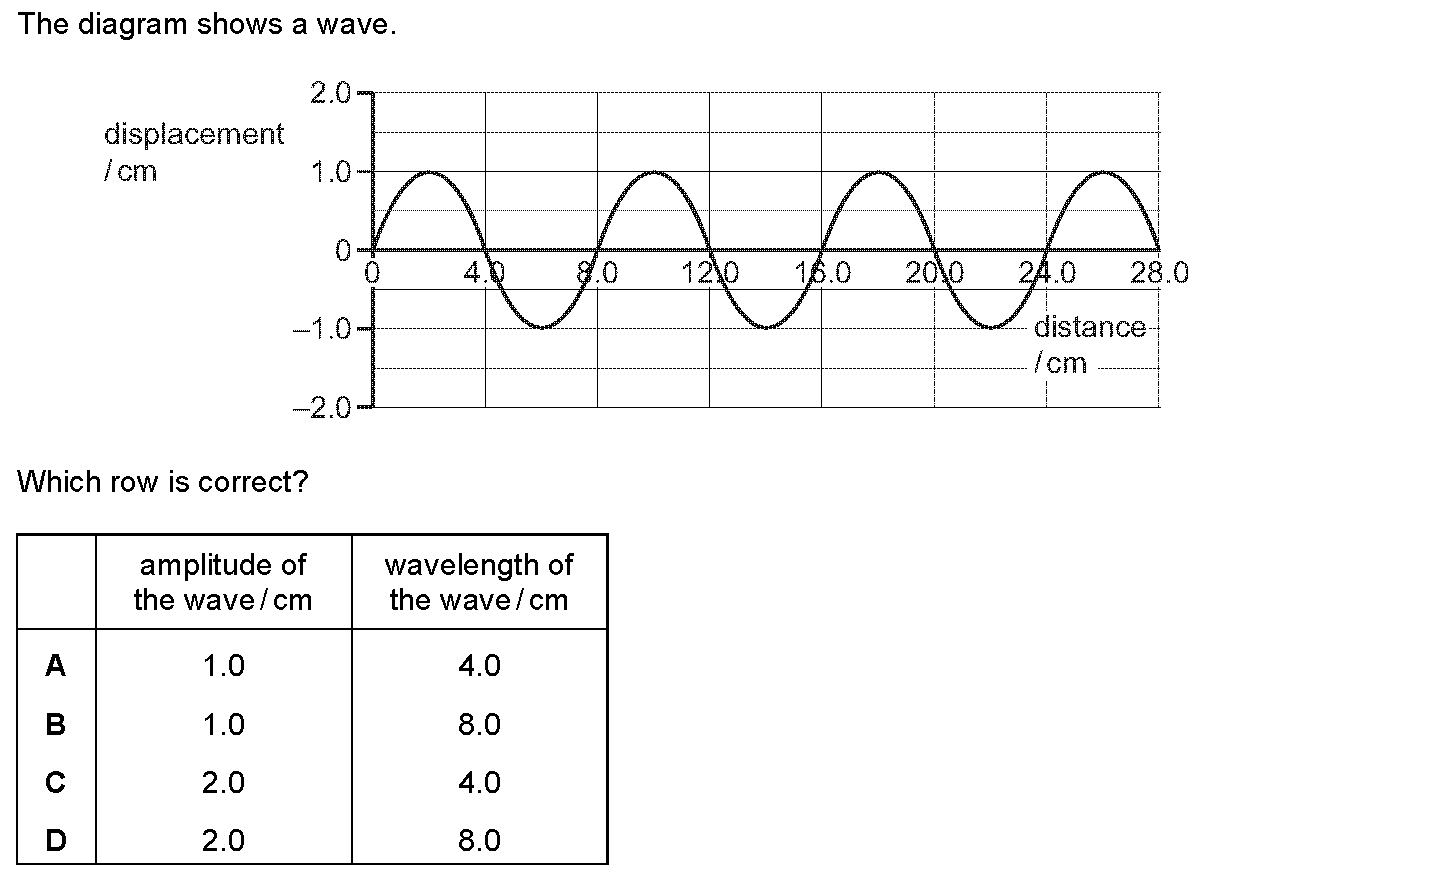 The diagram shows a wave.
2.0
displacement
/cm
1.0
0
0 4.0 8.0 12.0 16.0 20.0 24.0 28.0
–1.0
distance
/cm
–2.0
Which row is correct?
amplitude of the wave/cm
wavelength of the wave/cm
A 1.0 4.0
B 1.0 8.0
C 2.0 4.0
D 2.0 8.0